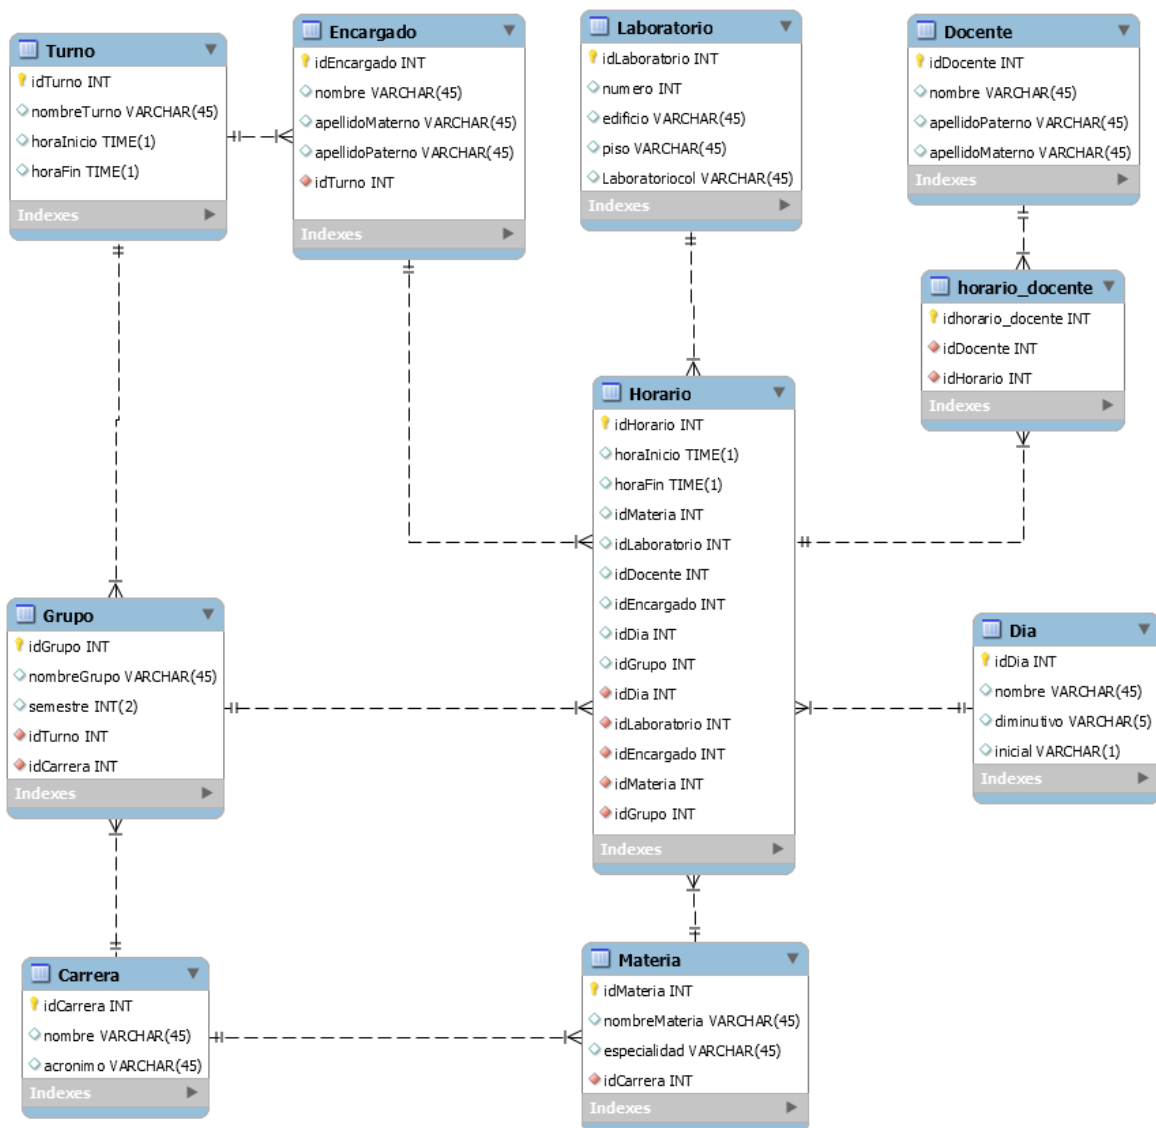 Turno
idTurno INT
nombreTurno VARCHAR(45)
horaInicio TIME(1)
horaFin TIME(1)
Indexes
Encargado
idEncargado INT
nombre VARCHAR(45)
apellidoMaterno VARCHAR(45)
apellidoPaterno VARCHAR(45)
idTurno INT
Indexes
Laboratorio
idLaboratorio INT
numero INT
edificio VARCHAR(45)
piso VARCHAR(45)
Laboratoriocol VARCHAR(45)
Indexes
Docente
idDocente INT
nombre VARCHAR(45)
apellidoPaterno VARCHAR(45)
apellidoMaterno VARCHAR(45)
Indexes
horario_docente
idhorario_docente INT
idDocente INT
idHorario INT
Indexes
Horario
idHorario INT
horaInicio TIME(1)
horaFin TIME(1)
idMateria INT
idLaboratorio INT
idDocente INT
idEncargado INT
idDia INT
idGrupo INT
idDia INT
idLaboratorio INT
idEncargado INT
idMateria INT
idGrupo INT
Indexes
Grupo
idGrupo INT
nombreGrupo VARCHAR(45)
semestre INT(2)
idTurno INT
idCarrera INT
Indexes
Dia
idDia INT
nombre VARCHAR(45)
diminutivo VARCHAR(5)
inicial VARCHAR(1)
Indexes
Carrera
idCarrera INT
nombre VARCHAR(45)
acronimo VARCHAR(45)
Indexes
Materia
idMateria INT
nombreMateria VARCHAR(45)
especialidad VARCHAR(45)
idCarrera INT
Indexes